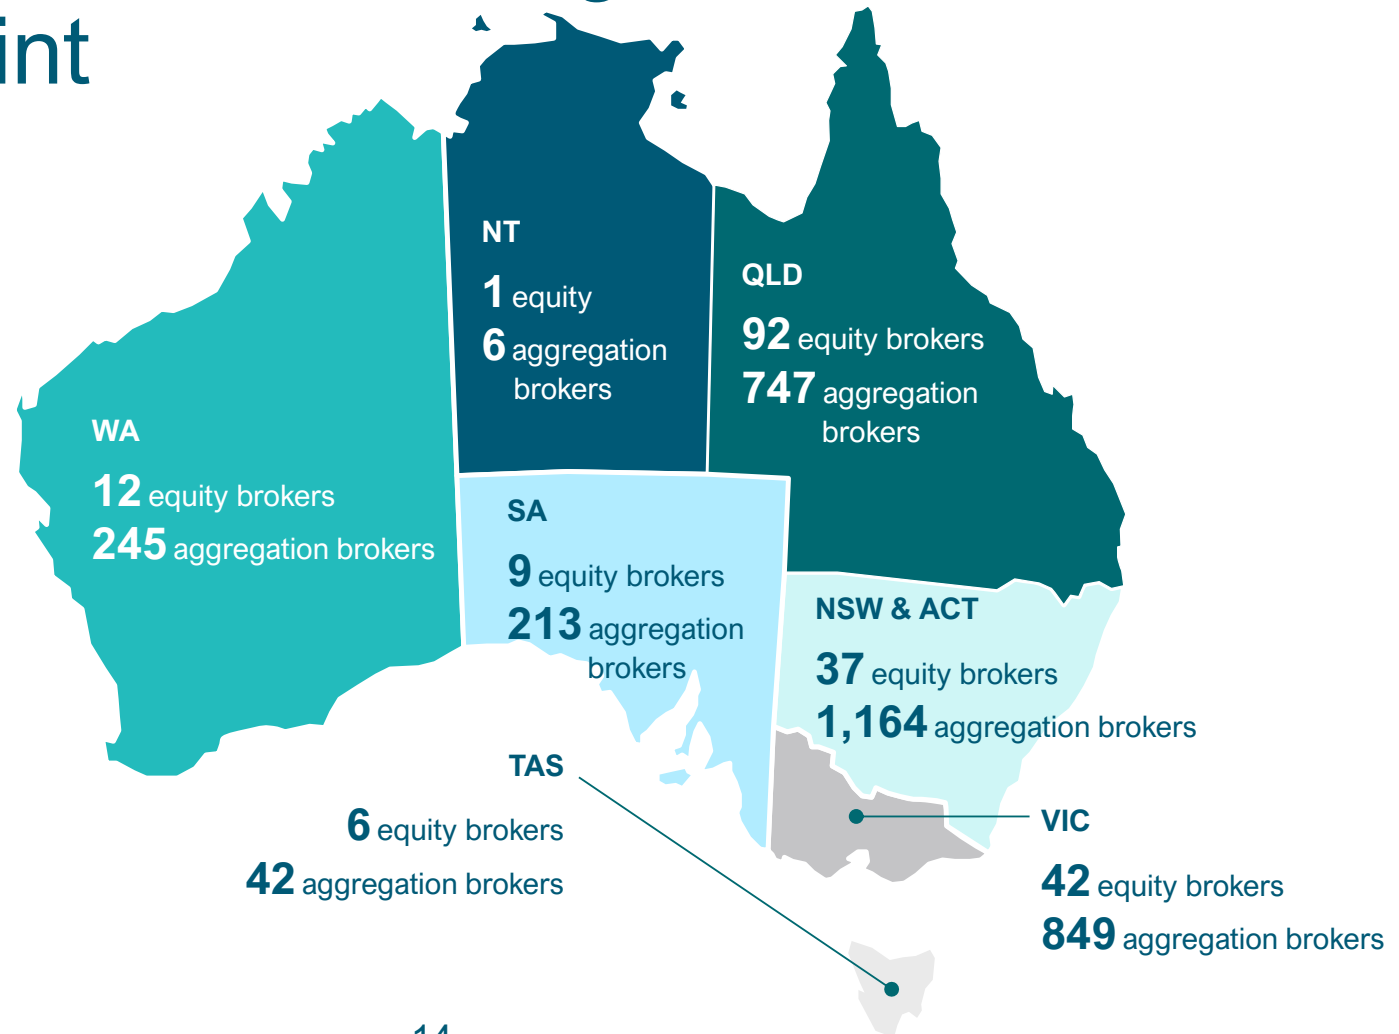 int
NT
1 equity
6 aggregation
brokers
QLD
92 equity brokers
747 aggregation
brokers
WA
12 equity brokers
245 aggregation brokers
SA
9 equity brokers
213 aggregation
brokers
NSW & ACT
37 equity brokers
1,164 aggregation brokers
TAS
6 equity brokers
42 aggregation brokers
VIC
42 equity brokers
849 aggregation brokers
14